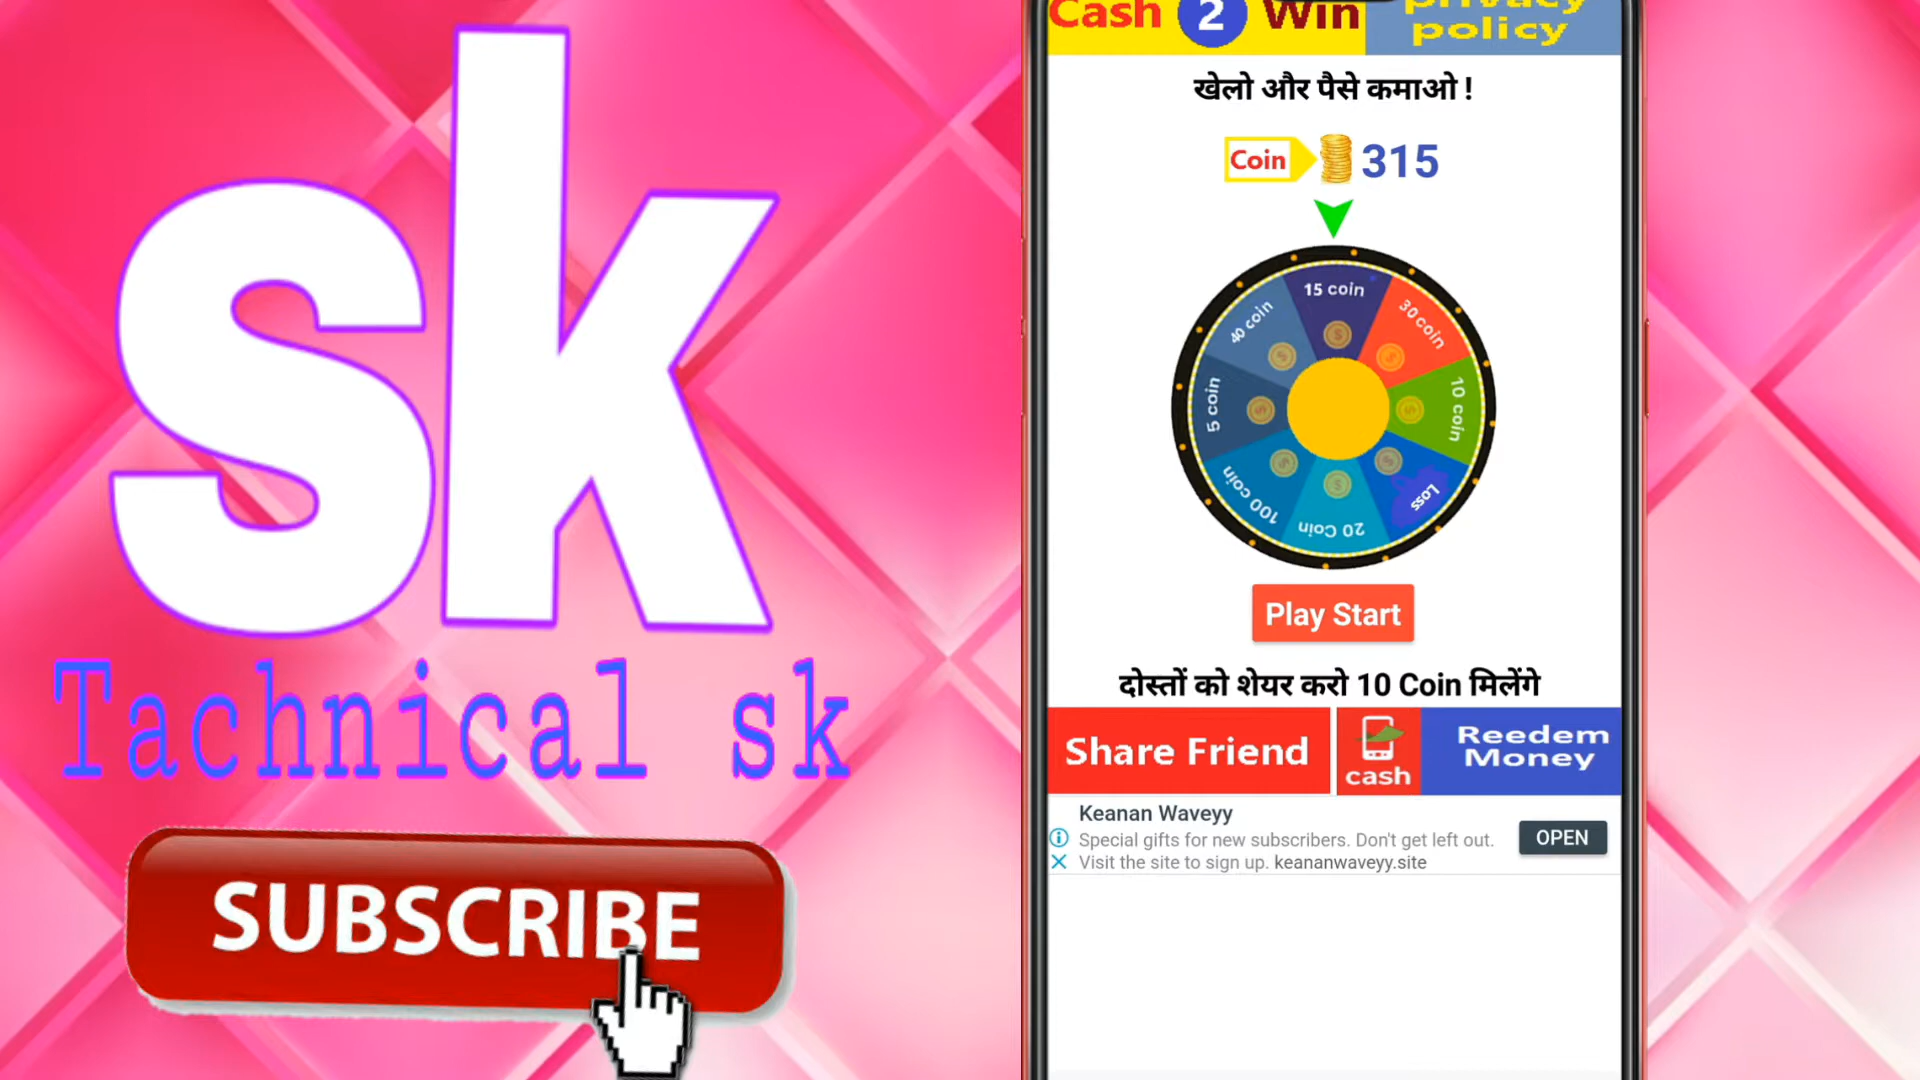 sk
Tachnical sk
SUBSCRIBE
Cash 2 Win
privacy
policy
खेलो और पैसे कमाओ !
Coin 315
15 coin
30 coin
10 coin
Loss
20 Coin
100 coin
5 coin
40 coin
Play Start
दोस्तों को शेयर करो 10 Coin मिलेंगे
Share Friend
cash
Reedem
Money
Keanan Waveyy
Special gifts for new subscribers. Don't get left out.
Visit the site to sign up. keananwaveyy.site
OPEN